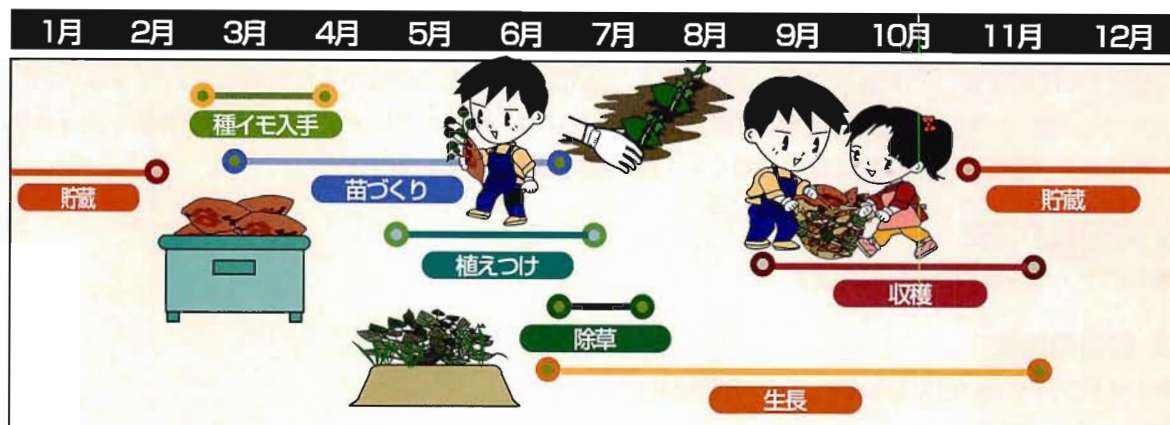 1月 2月 3月 4月 5月 6月 7月 8月 9月 10月 11月 12月
種イモ入手
苗づくり
貯蔵
貯蔵
植えつけ
収穫
除草
生長